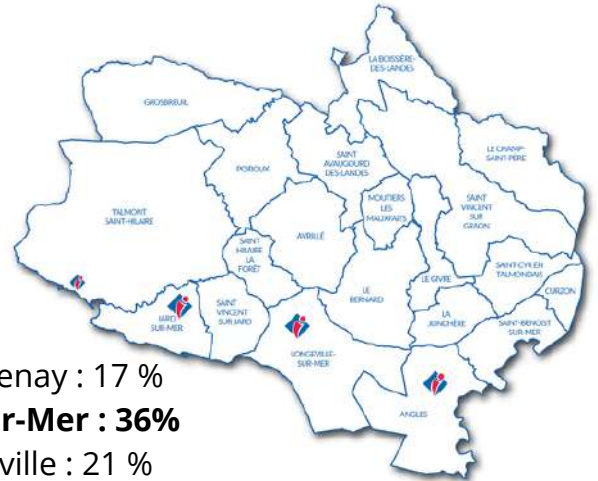 LA BOISSIÈRE-
DES-LANDES
GROSBREUIL
LE CHAMP-
SAINT-PÈRE
POIROUX
SAINT
AVAUGOURD
DES LANDES
MOUTIERS
LES
MAUXFAITS
SAINT
VINCENT
SUR
GRAON
TALMONT
SAINT-HILAIRE
AVRILLÉ
SAINT
HILAIRE
LA
FORÊT
SAINT-CYR EN
TALMONDAIS
LE GIVRE
CURZON
LE
BERNARD
SAINT
VINCENT
SUR JARD
JARD
SUR-MER
LA
JONCHÈRE
SAINT-BENOIST
SUR-MER
LONGEVILLE-
SUR-MER
ANGLES
enay : 17 %
r-Mer : 36%
ville : 21 %